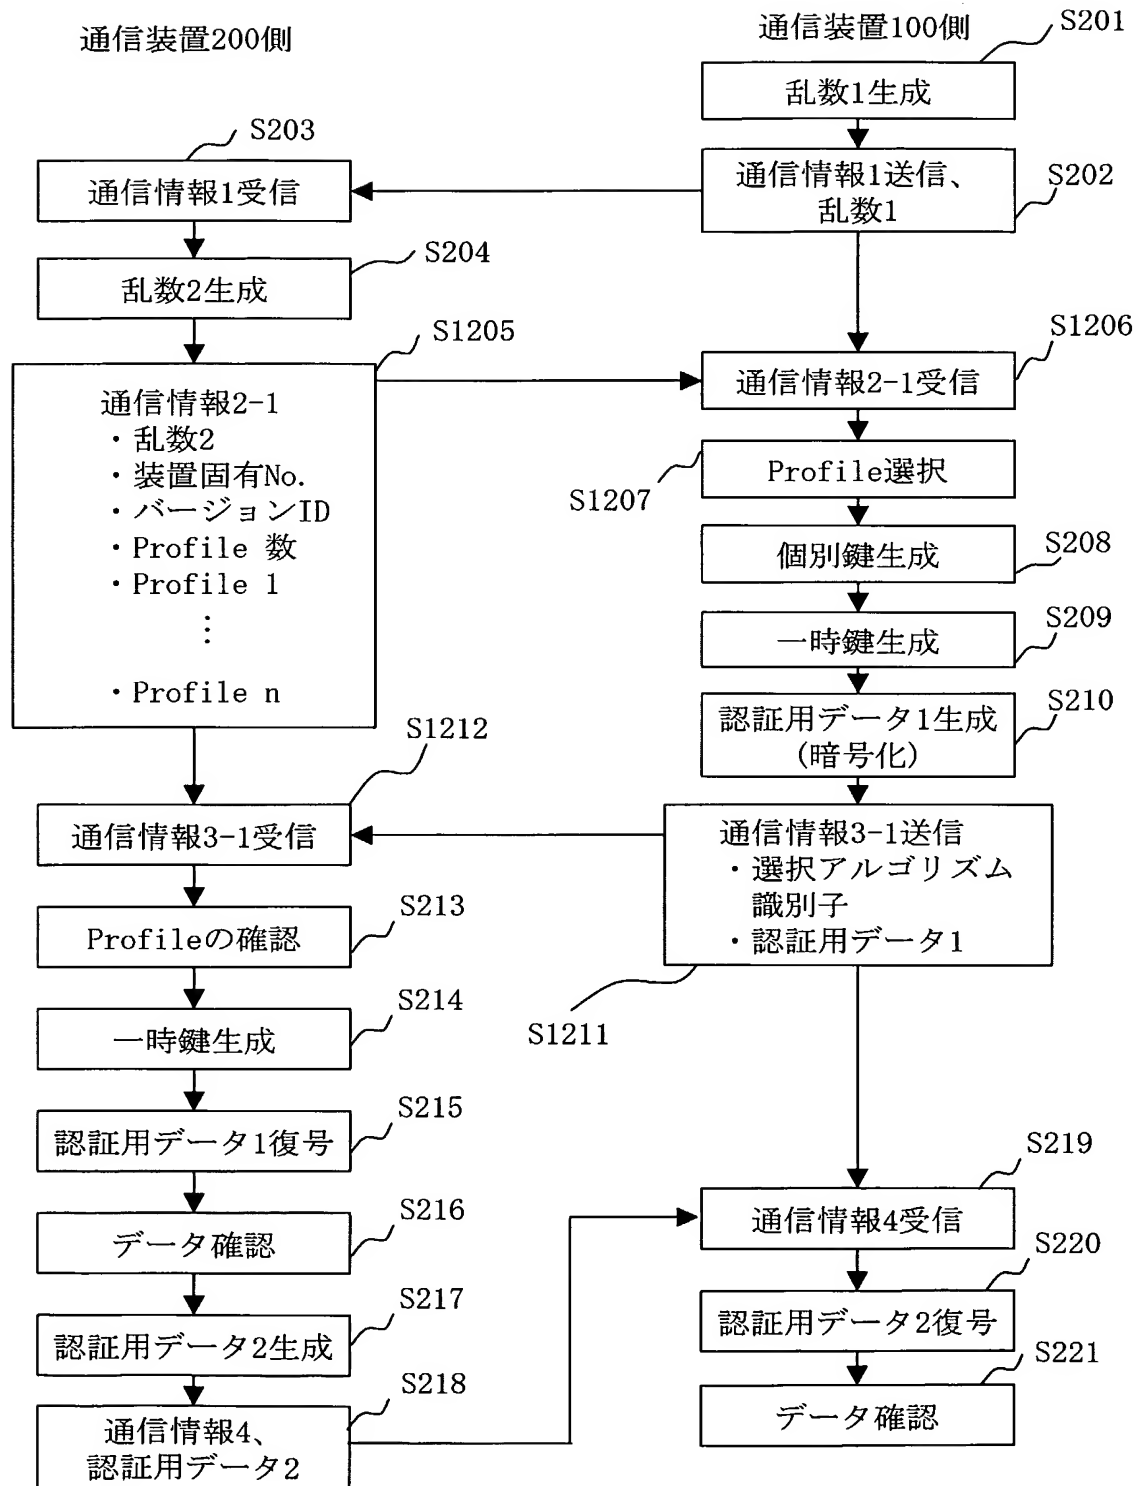 通信装置200側
通信装置100側
S201
乱数1生成
S203
通信情報1受信
通信情報1送信、
乱数1
S202
S204
乱数2生成
S1205
通信情報2-1
・乱数2
・装置固有No.
・バージョンID
・Profile 数
・Profile 1
⋮
・Profile n
S1206
通信情報2-1受信
Profile選択
S1207
S208
個別鍵生成
S209
一時鍵生成
S210
認証用データ1生成
(暗号化)
S1212
通信情報3-1受信
通信情報3-1送信
・選択アルゴリズム
識別子
・認証用データ1
S1211
S213
Profileの確認
S214
一時鍵生成
S215
認証用データ1復号
S216
データ確認
S217
認証用データ2生成
S218
通信情報4、
認証用データ2
S219
通信情報4受信
S220
認証用データ2復号
S221
データ確認